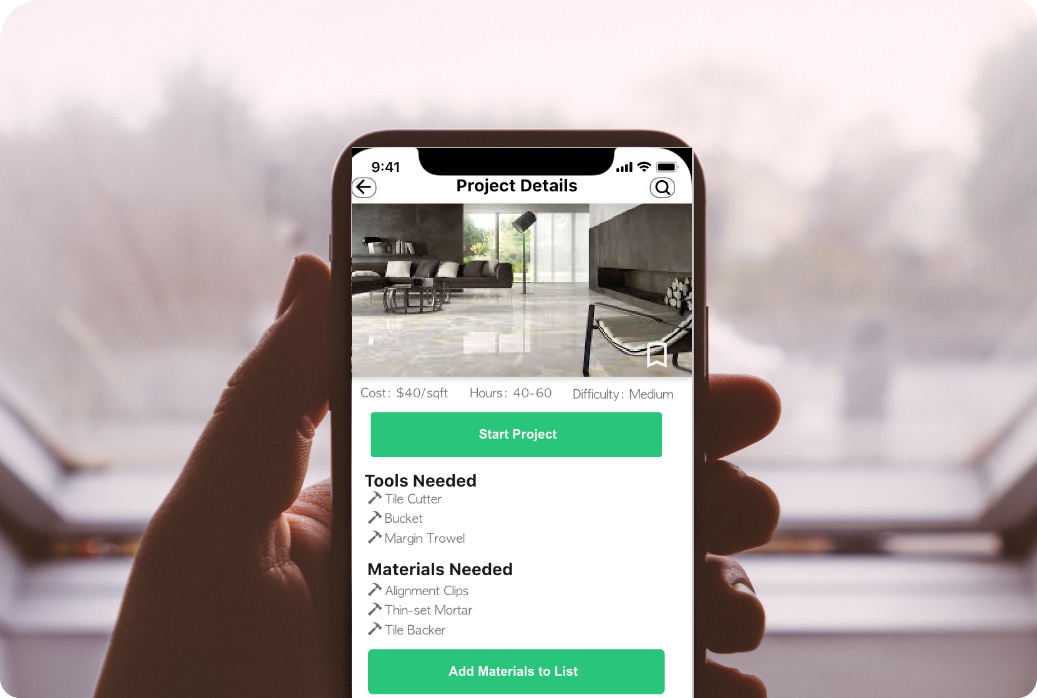 9:41
Project Details
Cost: $40/sqft Hours: 40-60 Difficulty: Medium
Start Project
Tools Needed
Tile Cutter
Bucket
Margin Trowel
Materials Needed
Alignment Clips
Thin-set Mortar
Tile Backer
Add Materials to List